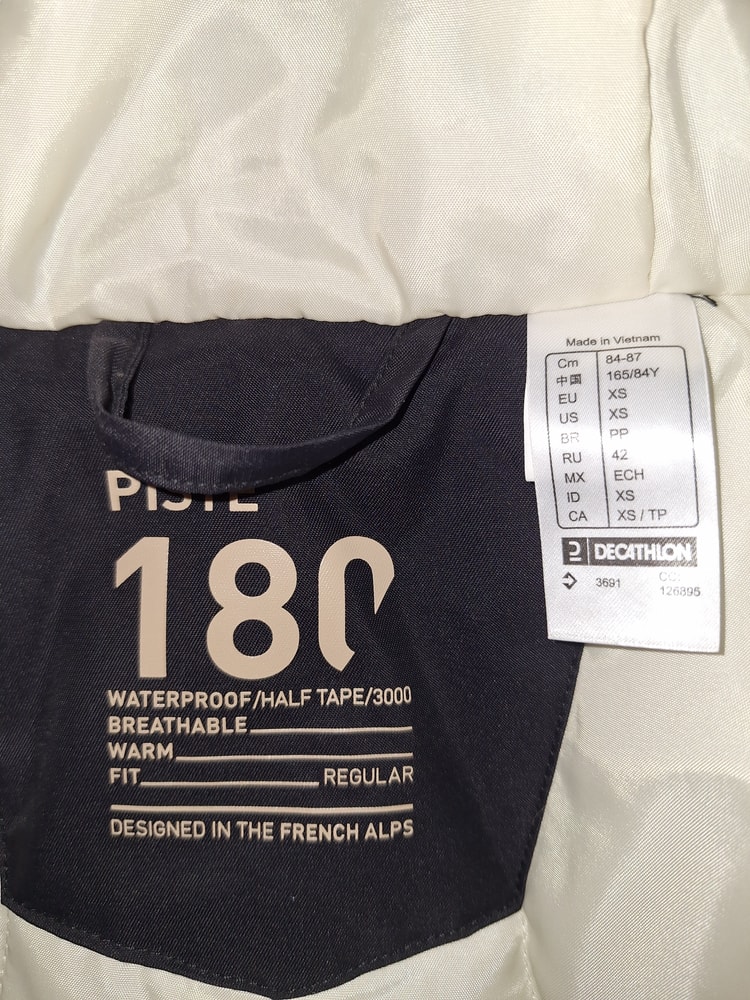 PISTE
180
WATERPROOF/HALF TAPE/3000
BREATHABLE
WARM
FIT REGULAR
DESIGNED IN THE FRENCH ALPS
Made in Vietnam
Cm 84-87
中国 165/84Y
EU XS
US XS
BR PP
RU 42
MX ECH
ID XS
CA XS / TP
DECATHLON
3691 CC:
126895